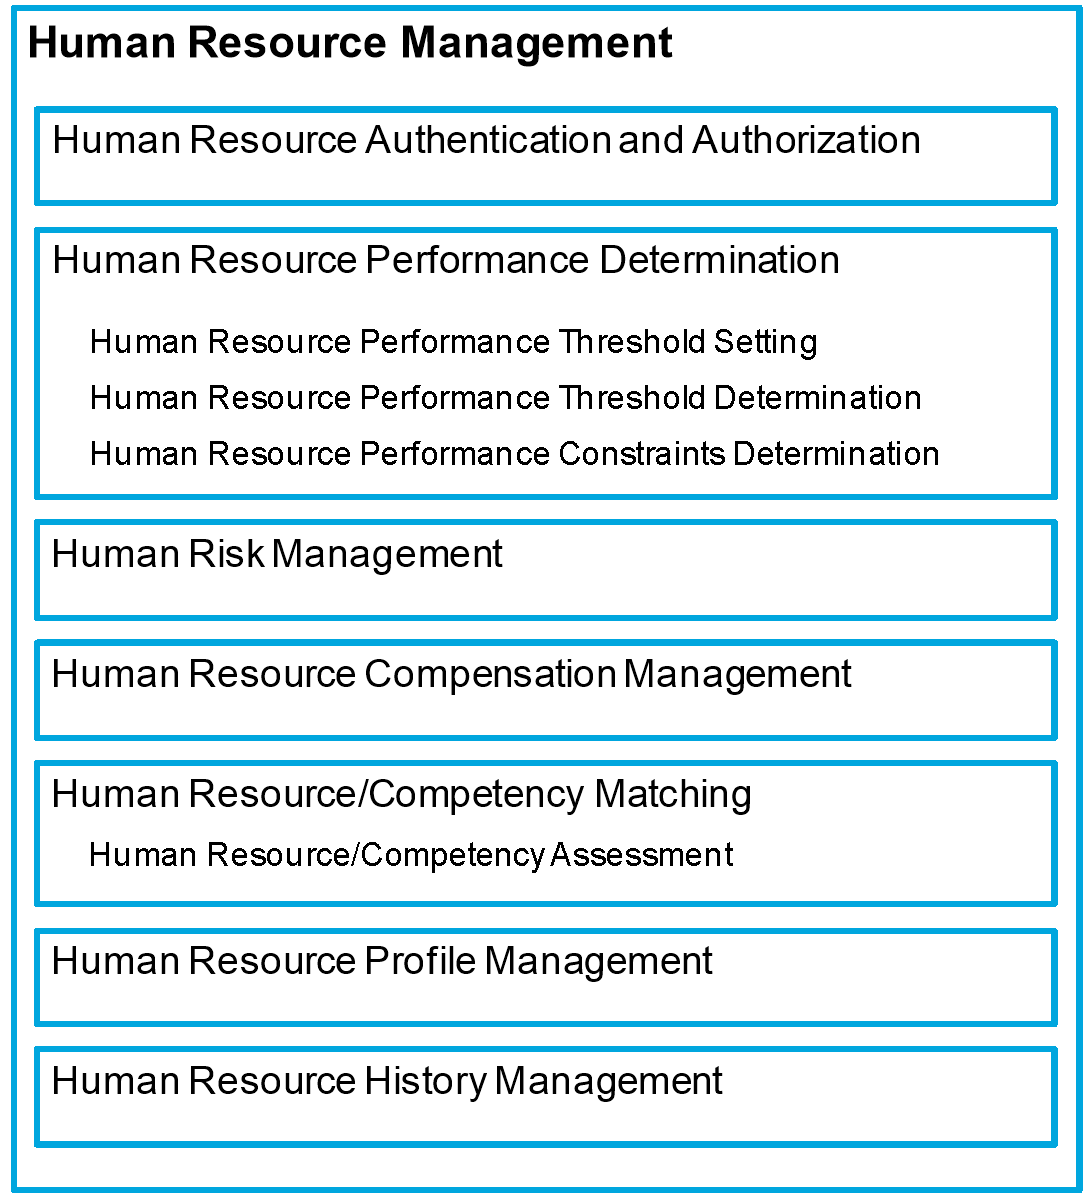 Human Resource Management
Human Resource Authentication and Authorization
Human Resource Performance Determination
Human Resource Performance Threshold Setting
Human Resource Performance Threshold Determination
Human Resource Performance Constraints Determination
Human Risk Management
Human Resource Compensation Management
Human Resource/Competency Matching
Human Resource/Competency Assessment
Human Resource Profile Management
Human Resource History Management